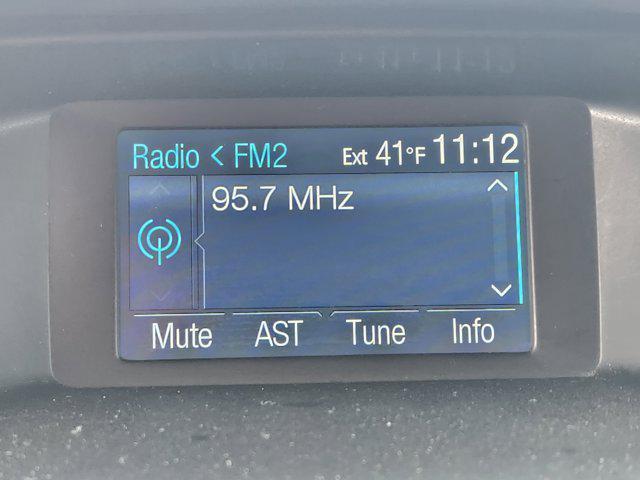 Radio < FM2 Ext 41°F 11:12
95.7 MHz
Mute AST Tune Info